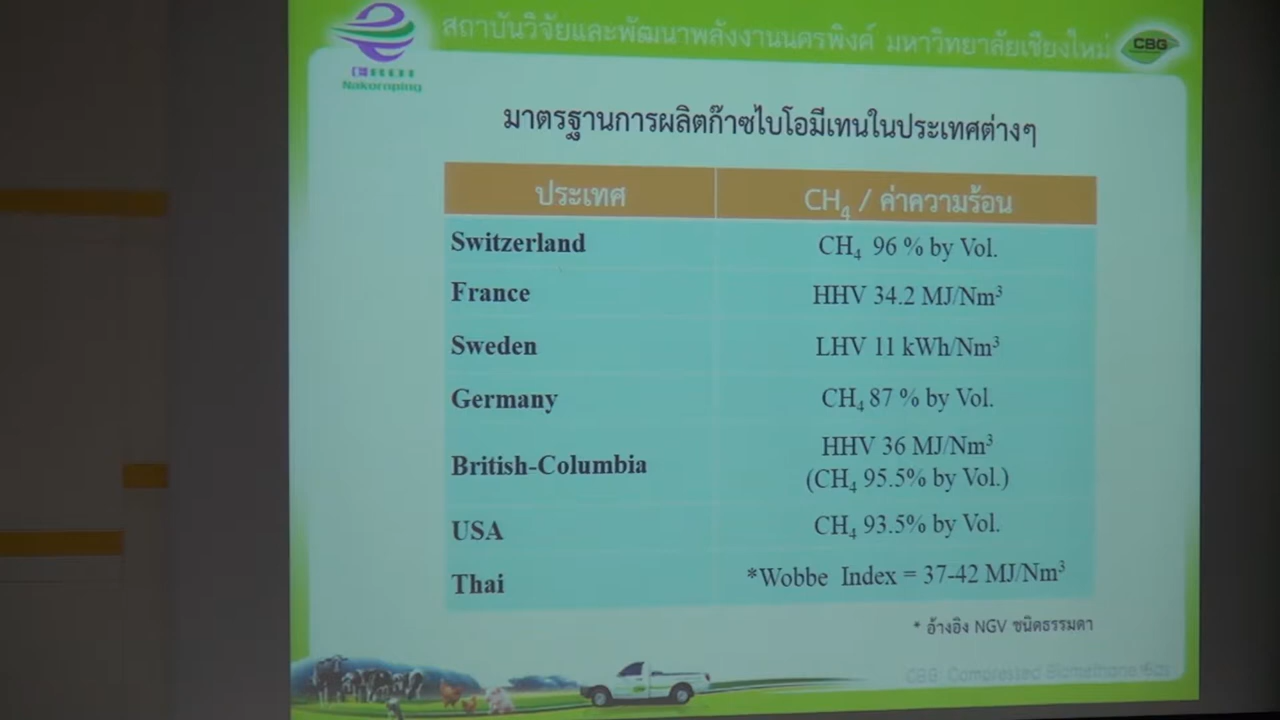 สถาบันวิจัยและพัฒนาพลังงานนครพิงค์ มหาวิทยาลัยเชียงใหม่
CBG
ERDI
Nakornping
มาตรฐานการผลิตก๊าซไบโอมีเทนในประเทศต่างๆ
ประเทศ CH₄ / ค่าความร้อน
Switzerland CH₄ 96 % by Vol.
France HHV 34.2 MJ/Nm³
Sweden LHV 11 kWh/Nm³
Germany CH₄ 87 % by Vol.
British-Columbia HHV 36 MJ/Nm³
(CH₄ 95.5% by Vol.)
USA CH₄ 93.5% by Vol.
Thai *Wobbe Index = 37-42 MJ/Nm³
* อ้างอิง NGV ชนิดธรรมดา
CBG: Compressed Biomethane Gas